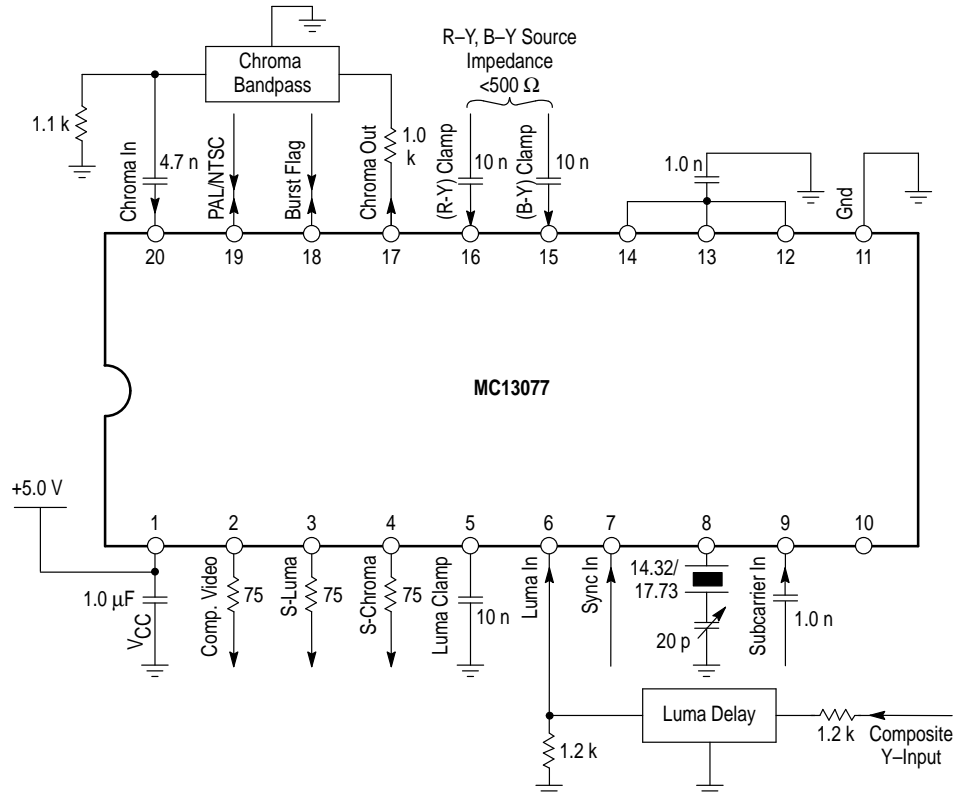 R–Y, B–Y Source
Impedance
<500 Ω
Chroma
Bandpass
1.1 k
Chroma In
4.7 n
PAL/NTSC
Burst Flag
Chroma Out
1.0
k
(R-Y) Clamp
10 n
(B-Y) Clamp
10 n
1.0 n
Gnd
20
19
18
17
16
15
14
13
12
11
MC13077
+5.0 V
1
2
3
4
5
6
7
8
9
10
1.0 µF
VCC
Comp. Video
75
S-Luma
75
S-Chroma
75
Luma Clamp
10 n
Luma In
Sync In
14.32/
17.73
20 p
Subcarrier In
1.0 n
1.2 k
Luma Delay
1.2 k
Composite
Y–Input